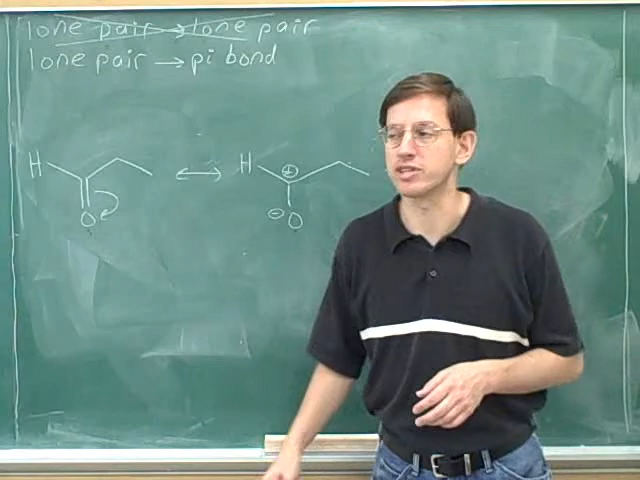 lone pair → lone pair
lone pair → pi bond
H ↔ H ⊕
O ⊖ O